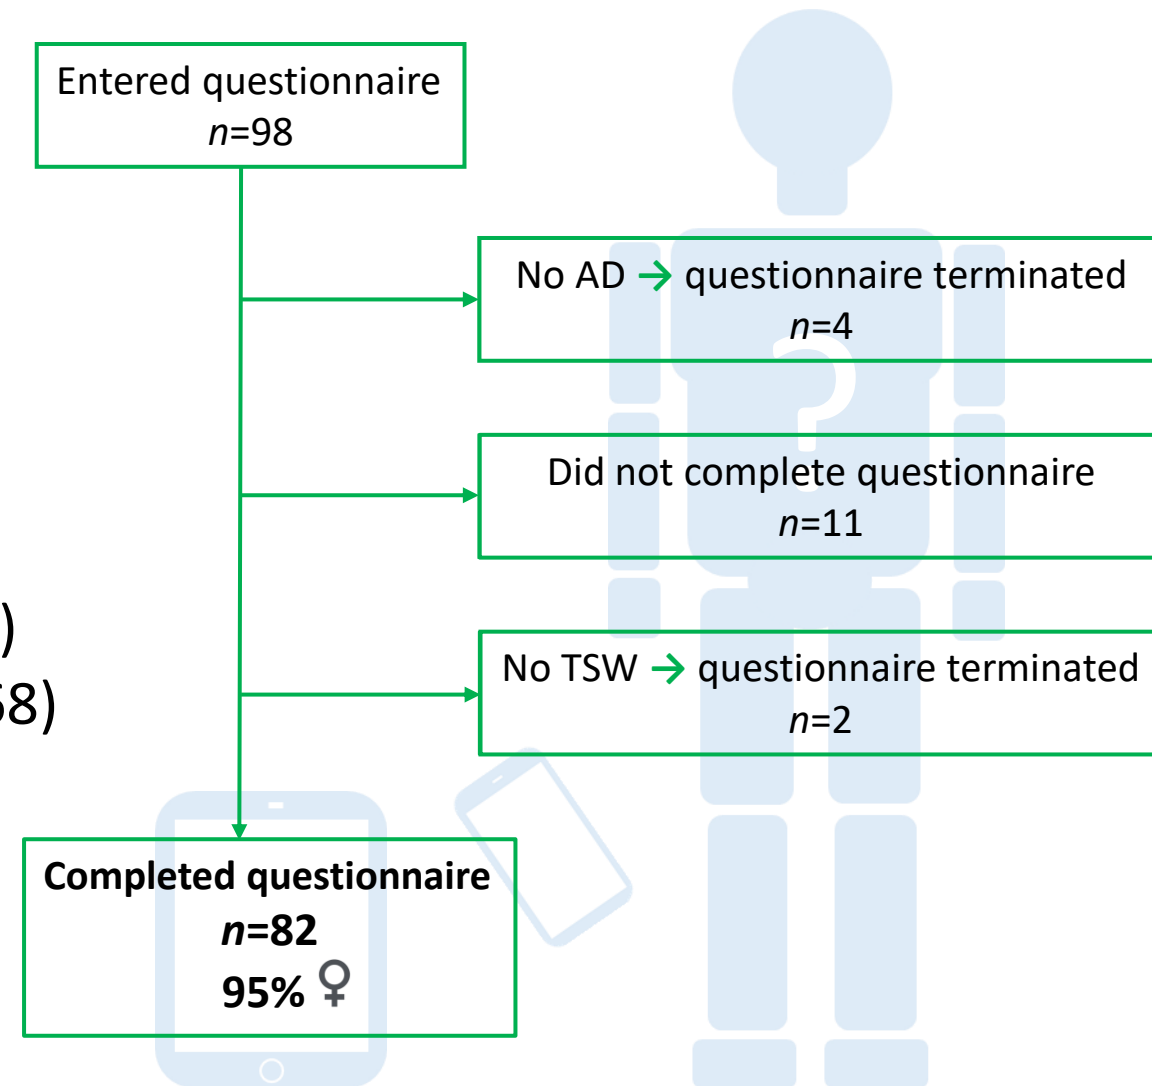 Entered questionnaire
n=98
No AD → questionnaire terminated
n=4
?
Did not complete questionnaire
n=11
)
68)
No TSW → questionnaire terminated
n=2
Completed questionnaire
n=82
95% ♀